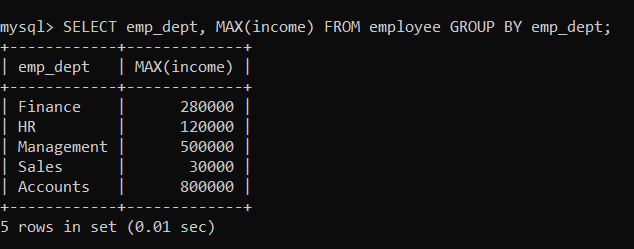 mysql> SELECT emp_dept, MAX(income) FROM employee GROUP BY emp_dept;
+------------+-------------+
| emp_dept   | MAX(income) |
+------------+-------------+
| Finance    |      280000 |
| HR         |      120000 |
| Management |      500000 |
| Sales      |       30000 |
| Accounts   |      800000 |
+------------+-------------+
5 rows in set (0.01 sec)